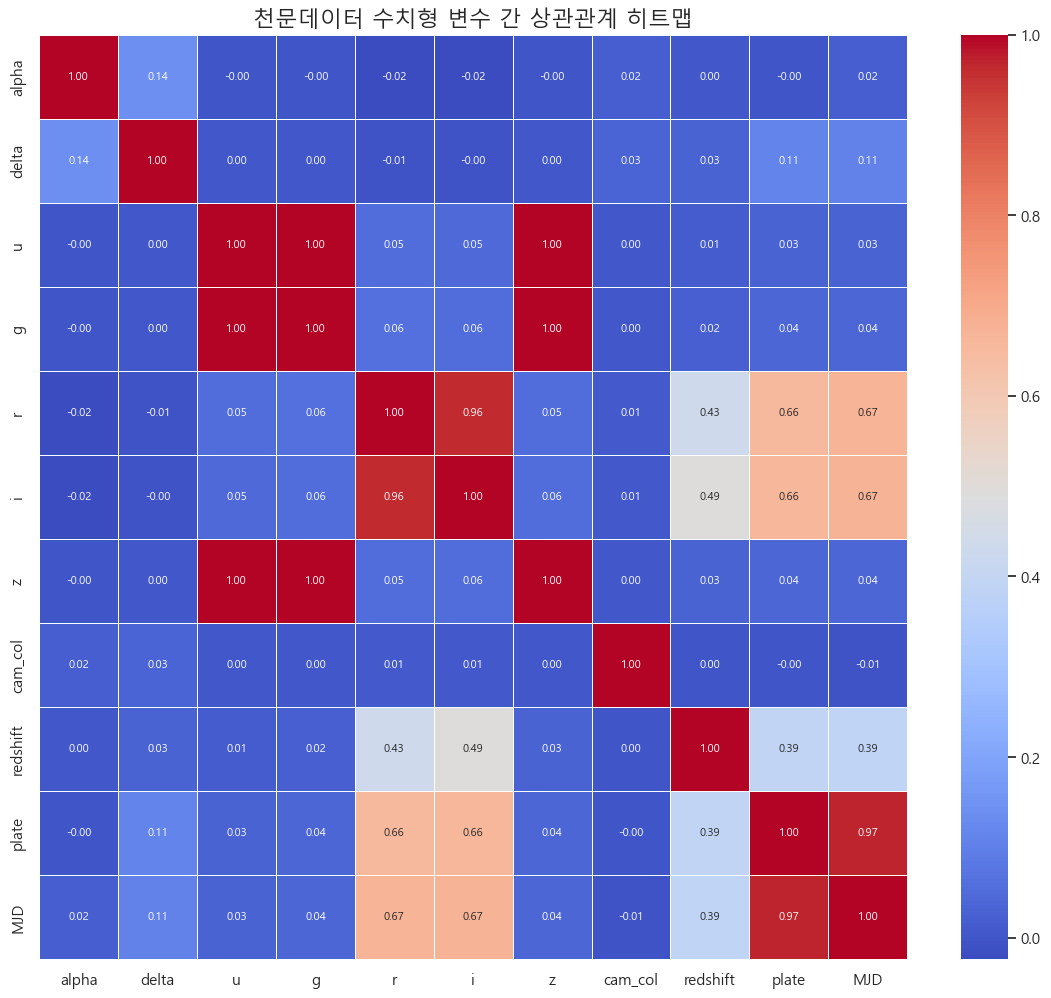 천문데이터 수치형 변수 간 상관관계 히트맵
alpha 1.00 0.14 -0.00 -0.00 -0.02 -0.02 -0.00 0.02 0.00 -0.00 0.02
delta 0.14 1.00 0.00 0.00 -0.01 -0.00 0.00 0.03 0.03 0.11 0.11
u -0.00 0.00 1.00 1.00 0.05 0.05 1.00 0.00 0.01 0.03 0.03
g -0.00 0.00 1.00 1.00 0.06 0.06 1.00 0.00 0.02 0.04 0.04
r -0.02 -0.01 0.05 0.06 1.00 0.96 0.05 0.01 0.43 0.66 0.67
i -0.02 -0.00 0.05 0.06 0.96 1.00 0.06 0.01 0.49 0.66 0.67
z -0.00 0.00 1.00 1.00 0.05 0.06 1.00 0.00 0.03 0.04 0.04
cam_col 0.02 0.03 0.00 0.00 0.01 0.01 0.00 1.00 0.00 -0.00 -0.01
redshift 0.00 0.03 0.01 0.02 0.43 0.49 0.03 0.00 1.00 0.39 0.39
plate -0.00 0.11 0.03 0.04 0.66 0.66 0.04 -0.00 0.39 1.00 0.97
MJD 0.02 0.11 0.03 0.04 0.67 0.67 0.04 -0.01 0.39 0.97 1.00
alpha delta u g r i z cam_col redshift plate MJD
1.0
0.8
0.6
0.4
0.2
0.0